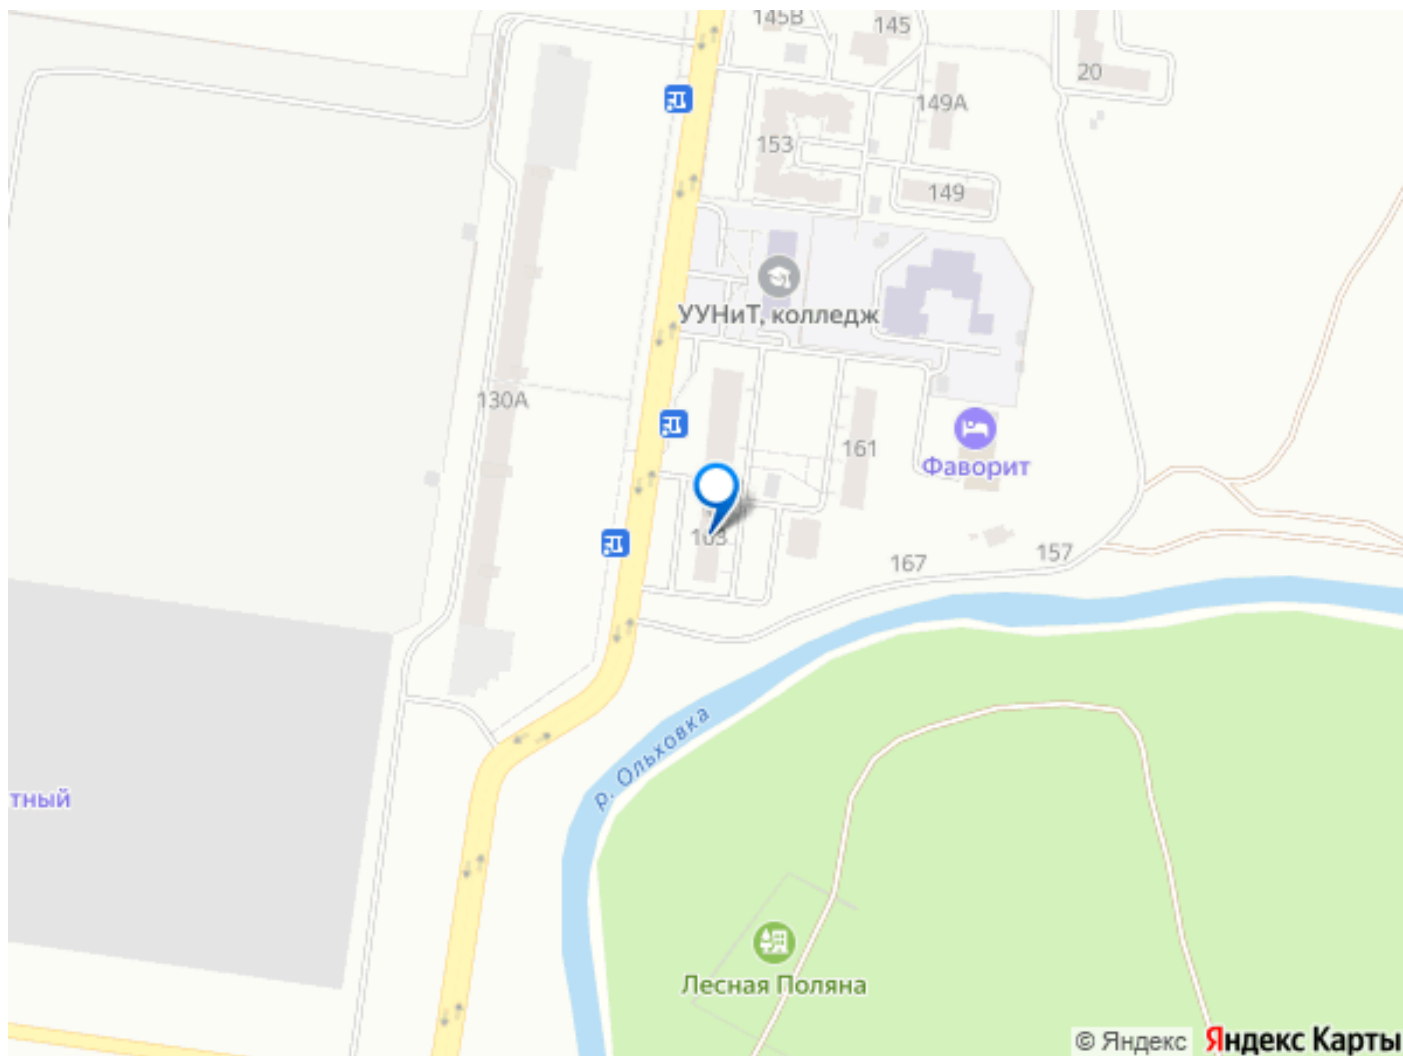 145В
145
20
149А
153
149
УУНиТ, колледж
130А
161
Фаворит
163
157
167
р. Ольховка
тный
Лесная Поляна
© Яндекс Яндекс Карты